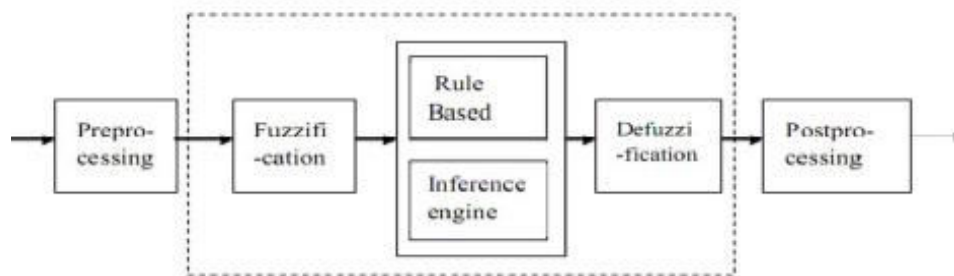 Prepro-
cessing
Fuzzifi
-cation
Rule
Based
Inference
engine
Defuzzi
-fication
Postpro-
cessing